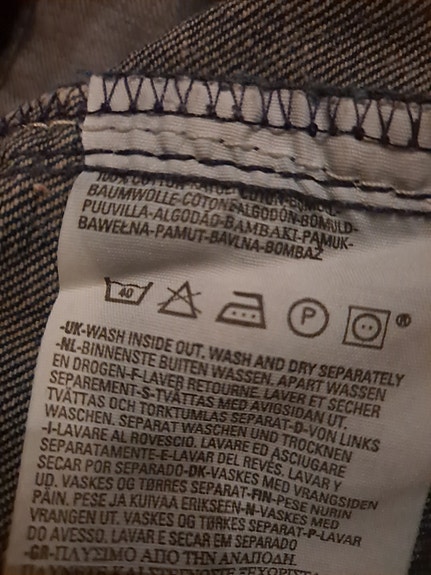 100% COTTON-KATOEN-COTON-BOMULL-
BAUMWOLLE-COTONE-ALGODÓN-BOMULD-
PUUVILLA-ALGODÃO-BAMBAKI-PAMUK-
BAWEŁNA-PAMUT-BAVLNA-BOMBAŽ
40 P ®
-UK-WASH INSIDE OUT. WASH AND DRY SEPARATELY
-NL-BINNENSTE BUITEN WASSEN. APART WASSEN
EN DROGEN-F-LAVER RETOURNE. LAVER ET SECHER
SEPAREMENT-S-TVÄTTAS MED AVIGSIDAN UT.
TVÄTTAS OCH TORKTUMLAS SEPARAT-D-VON LINKS
WASCHEN. SEPARAT WASCHEN UND TROCKNEN
-I-LAVARE AL ROVESCIO. LAVARE ED ASCIUGARE
SEPARATAMENTE-E-LAVAR DEL REVÉS. LAVAR Y
SECAR POR SEPARADO-DK-VASKES MED VRANGSIDEN
UD. VASKES OG TØRRES SEPARAT-FIN-PESE NURIN
PÄIN. PESE JA KUIVAA ERIKSEEN-N-VASKES MED
VRANGEN UT. VASKES OG TØRKES SEPARAT-P-LAVAR
DO AVESSO. LAVAR E SECAR EM SEPARADO
-GR-ΠΛΥΣΙΜΟ ΑΠΟ ΤΗΝ ΑΝΑΠΟΔΗ.